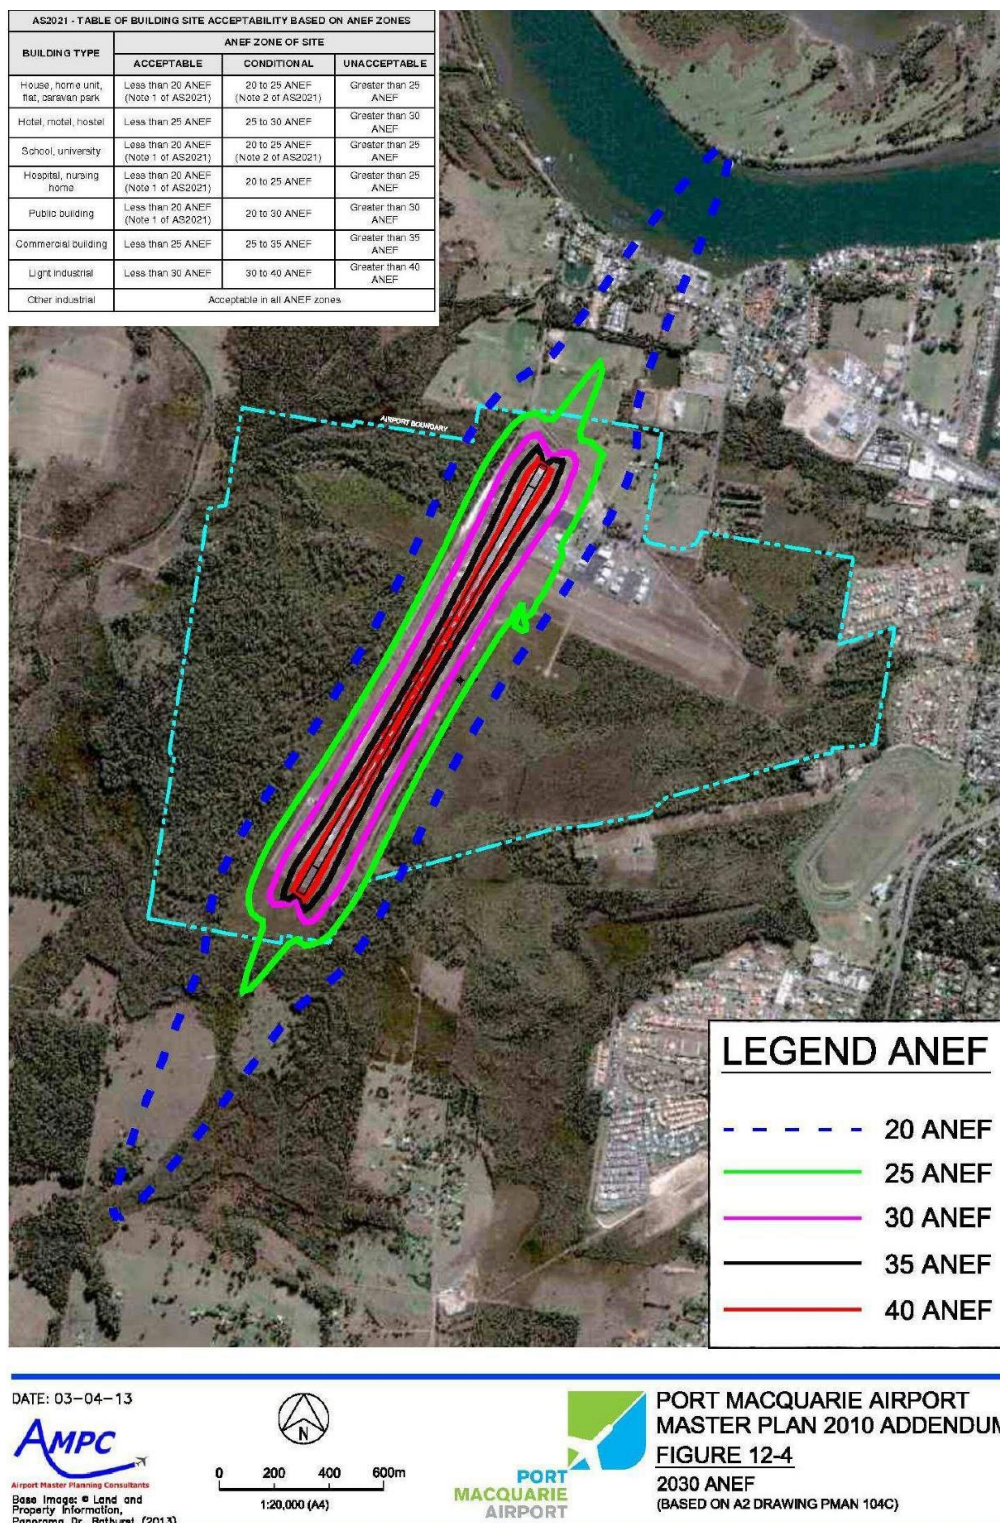 AS2021 - TABLE OF BUILDING SITE ACCEPTABILITY BASED ON ANEF ZONES
BUILDING TYPE
ANEF ZONE OF SITE
ACCEPTABLE CONDITIONAL UNACCEPTABLE
House, home unit, flat, caravan park
Less than 20 ANEF (Note 1 of AS2021)
20 to 25 ANEF (Note 2 of AS2021)
Greater than 25 ANEF
Hotel, motel, hostel
Less than 25 ANEF
25 to 30 ANEF
Greater than 30 ANEF
School, university
Less than 20 ANEF (Note 1 of AS2021)
20 to 25 ANEF (Note 2 of AS2021)
Greater than 25 ANEF
Hospital, nursing home
Less than 20 ANEF (Note 1 of AS2021)
20 to 25 ANEF
Greater than 25 ANEF
Public building
Less than 20 ANEF (Note 1 of AS2021)
20 to 30 ANEF
Greater than 30 ANEF
Commercial building
Less than 25 ANEF
25 to 35 ANEF
Greater than 35 ANEF
Light industrial
Less than 30 ANEF
30 to 40 ANEF
Greater than 40 ANEF
Other industrial
Acceptable in all ANEF zones
AIRPORT BOUNDARY
LEGEND ANEF
20 ANEF
25 ANEF
30 ANEF
35 ANEF
40 ANEF
DATE: 03-04-13
AMPC
Airport Master Planning Consultants
Base Image: © Land and
Property Information,
Panorama Dr, Bathurst (2013)
N
0 200 400 600m
1:20,000 (A4)
PORT
MACQUARIE
AIRPORT
PORT MACQUARIE AIRPORT
MASTER PLAN 2010 ADDENDUM
FIGURE 12-4
2030 ANEF
(BASED ON A2 DRAWING PMAN 104C)